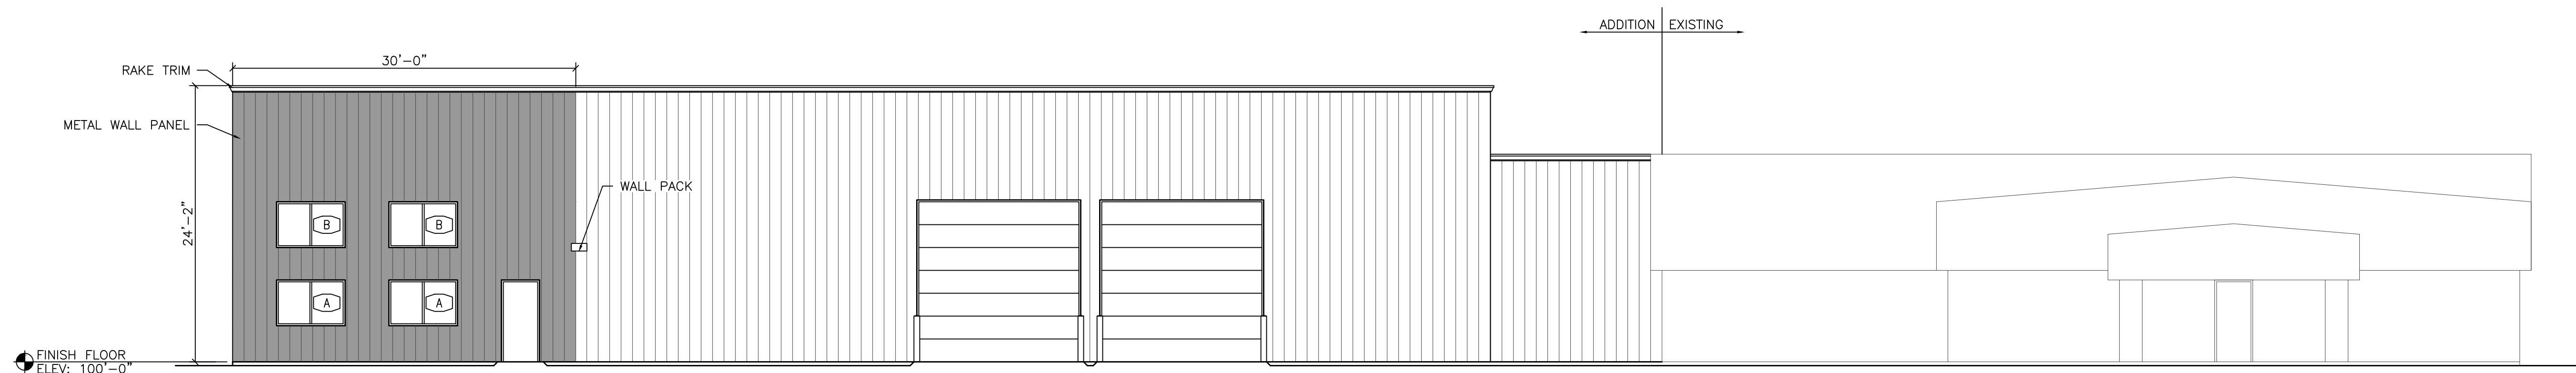 ADDITION EXISTING
30'-0"
RAKE TRIM
METAL WALL PANEL
WALL PACK
24'-2"
B B
A A
FINISH FLOOR
ELEV: 100'-0"